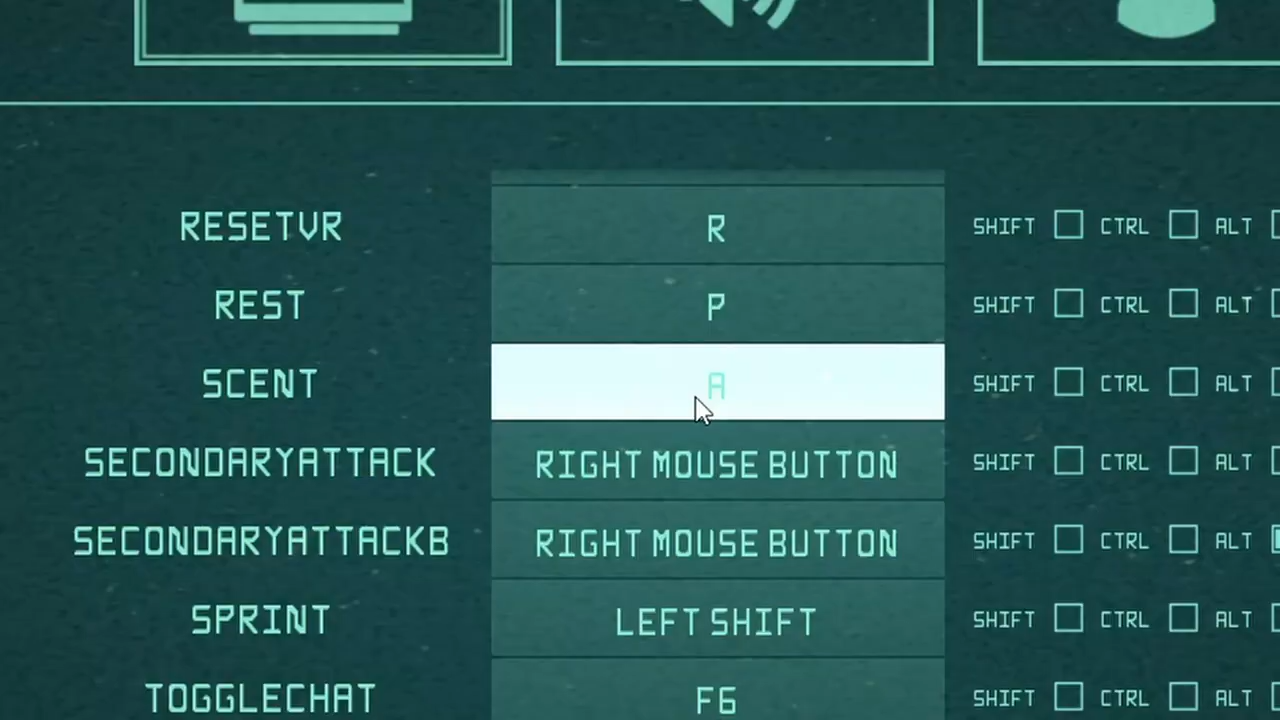 RESETVR R SHIFT CTRL ALT
REST P SHIFT CTRL ALT
SCENT A SHIFT CTRL ALT
SECONDARYATTACK RIGHT MOUSE BUTTON SHIFT CTRL ALT
SECONDARYATTACKB RIGHT MOUSE BUTTON SHIFT CTRL ALT
SPRINT LEFT SHIFT SHIFT CTRL ALT
TOGGLECHAT F6 SHIFT CTRL ALT